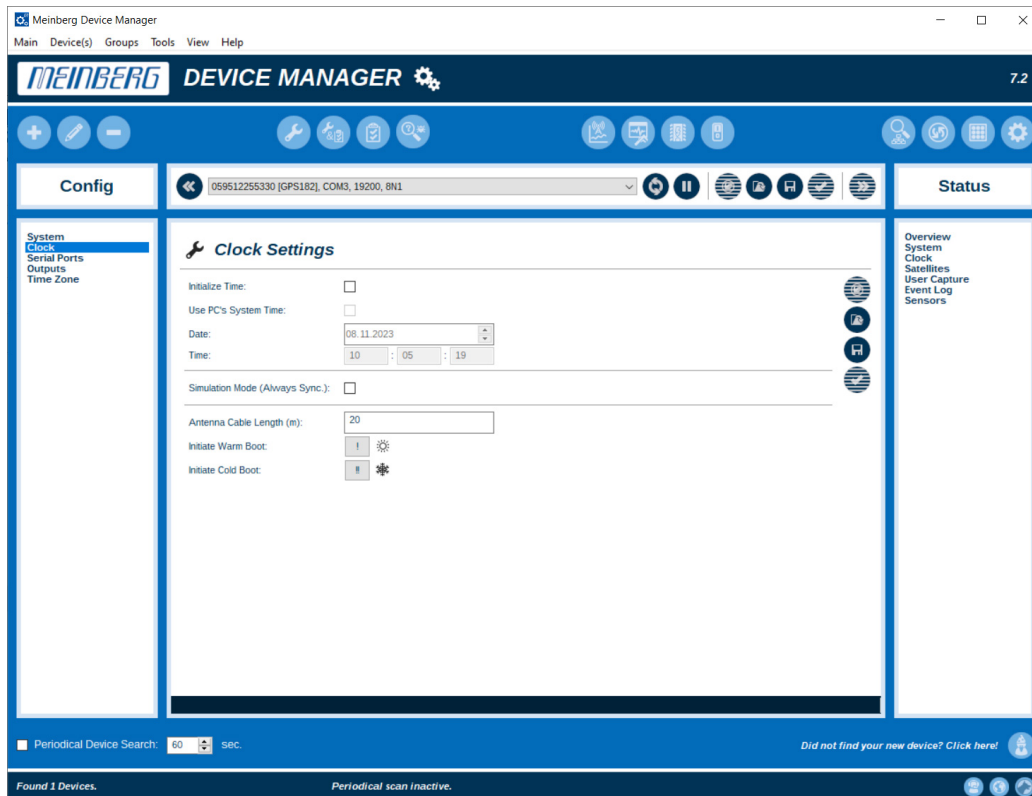 Meinberg Device Manager
Main Device(s) Groups Tools View Help
MEINBERG DEVICE MANAGER 7.2
Config
059512255330 [GPS182], COM3, 19200, 8N1
Status
System
Clock
Serial Ports
Outputs
Time Zone
Clock Settings
Initialize Time:
Use PC's System Time:
Date: 08.11.2023
Time: 10 : 05 : 19
Simulation Mode (Always Sync.):
Antenna Cable Length (m): 20
Initiate Warm Boot: !
Initiate Cold Boot: !!
Overview
System
Clock
Satellites
User Capture
Event Log
Sensors
Periodical Device Search: 60 sec.
Did not find your new device? Click here!
Found 1 Devices.
Periodical scan inactive.